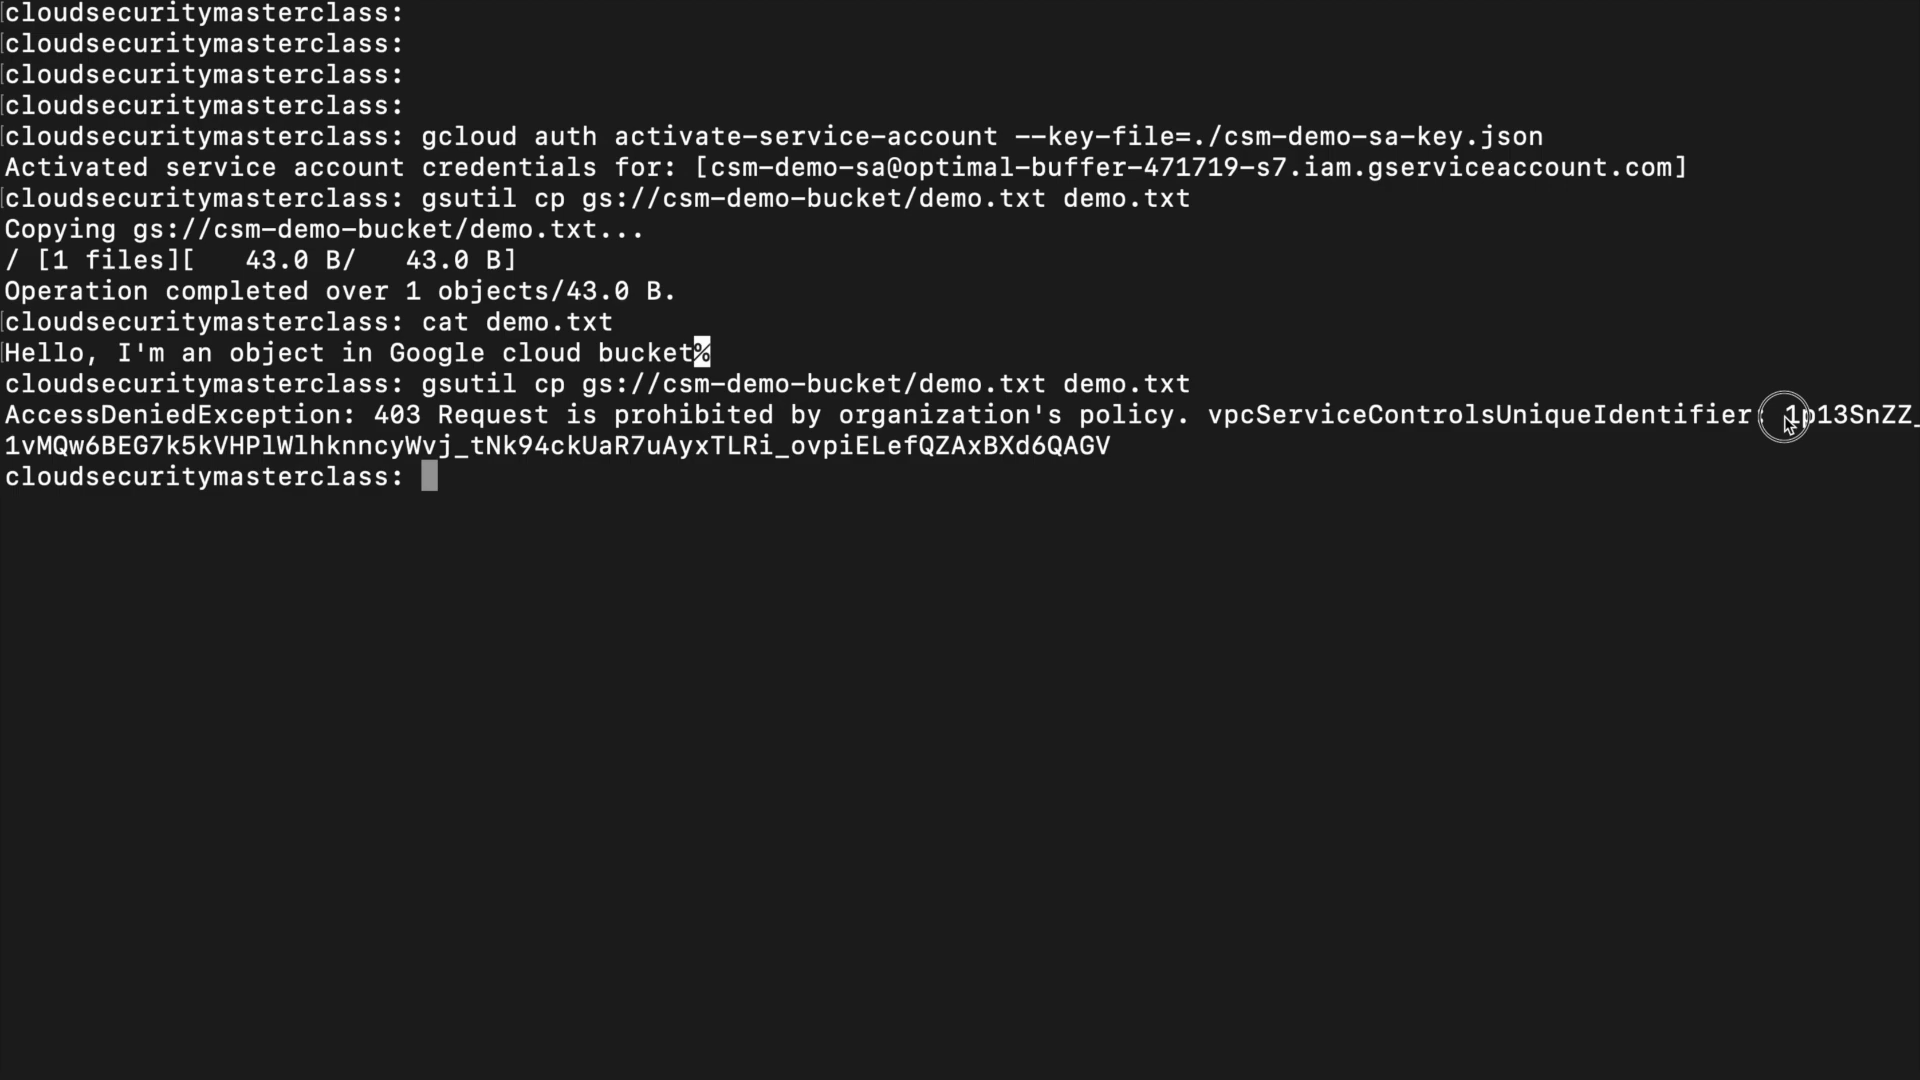 cloudsecuritymasterclass:
cloudsecuritymasterclass:
cloudsecuritymasterclass:
cloudsecuritymasterclass:
cloudsecuritymasterclass: gcloud auth activate-service-account --key-file=./csm-demo-sa-key.json
Activated service account credentials for: [csm-demo-sa@optimal-buffer-471719-s7.iam.gserviceaccount.com]
cloudsecuritymasterclass: gsutil cp gs://csm-demo-bucket/demo.txt demo.txt
Copying gs://csm-demo-bucket/demo.txt...
/ [1 files][   43.0 B/   43.0 B]
Operation completed over 1 objects/43.0 B.
cloudsecuritymasterclass: cat demo.txt
Hello, I'm an object in Google cloud bucket%
cloudsecuritymasterclass: gsutil cp gs://csm-demo-bucket/demo.txt demo.txt
AccessDeniedException: 403 Request is prohibited by organization's policy. vpcServiceControlsUniqueIdentifier: 1p13SnZZ_
1vMQw6BEG7k5kVHPlWlhknncyWvj_tNk94ckUaR7uAyxTLRi_ovpiELefQZAxBXd6QAGV
cloudsecuritymasterclass: